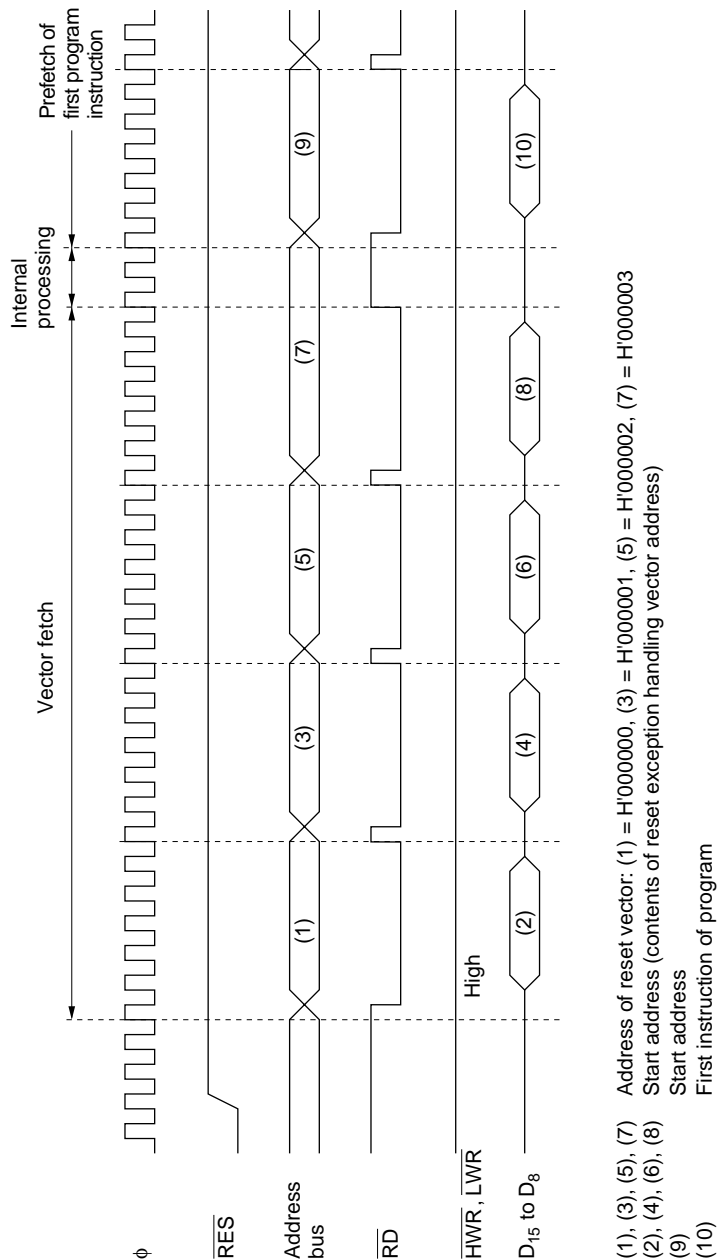 Vector fetch
Internal
processing
Prefetch of
first program
instruction
φ
RES
Address
bus
(1)
(3)
(5)
(7)
(9)
RD
HWR, LWR
High
D15 to D8
(2)
(4)
(6)
(8)
(10)
(1), (3), (5), (7) Address of reset vector: (1) = H'000000, (3) = H'000001, (5) = H'000002, (7) = H'000003
(2), (4), (6), (8) Start address (contents of reset exception handling vector address)
(9) Start address
(10) First instruction of program